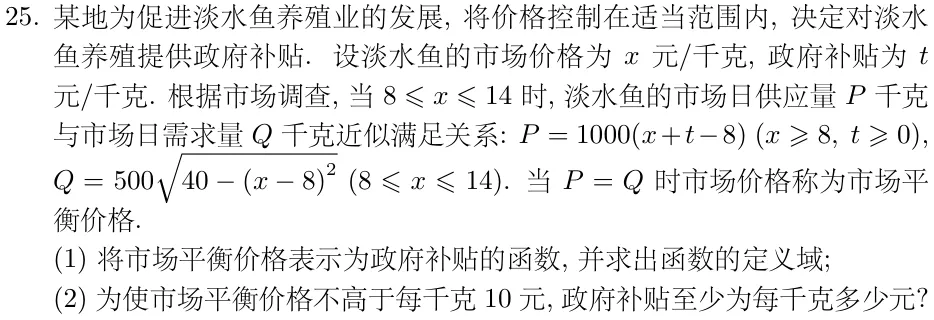 25. 某地为促进淡水鱼养殖业的发展, 将价格控制在适当范围内, 决定对淡水
鱼养殖提供政府补贴. 设淡水鱼的市场价格为 x 元/千克, 政府补贴为 t
元/千克. 根据市场调查, 当 8 ⩽ x ⩽ 14 时, 淡水鱼的市场日供应量 P 千克
与市场日需求量 Q 千克近似满足关系: P = 1000(x + t − 8) (x ⩾ 8, t ⩾ 0),
Q = 500√(40 − (x − 8)²) (8 ⩽ x ⩽ 14). 当 P = Q 时市场价格称为市场平
衡价格.
(1) 将市场平衡价格表示为政府补贴的函数, 并求出函数的定义域;
(2) 为使市场平衡价格不高于每千克 10 元, 政府补贴至少为每千克多少元?